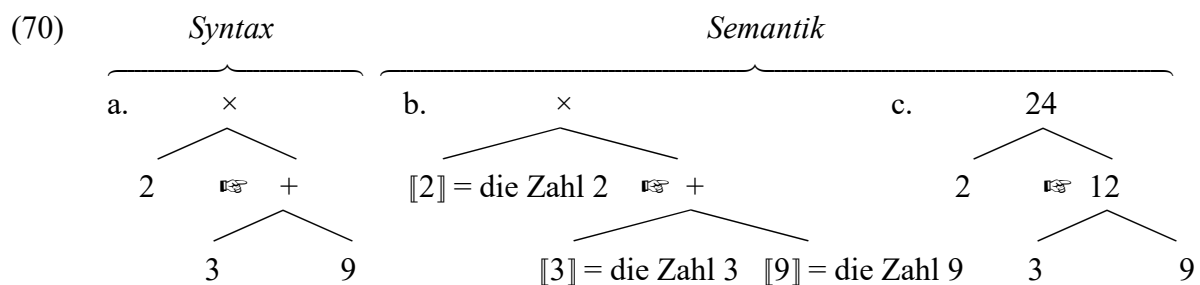 (70) Syntax Semantik
a. × b. × c. 24
2 ☞ + ⟦2⟧ = die Zahl 2 ☞ + 2 ☞ 12
3 9 ⟦3⟧ = die Zahl 3 ⟦9⟧ = die Zahl 9 3 9